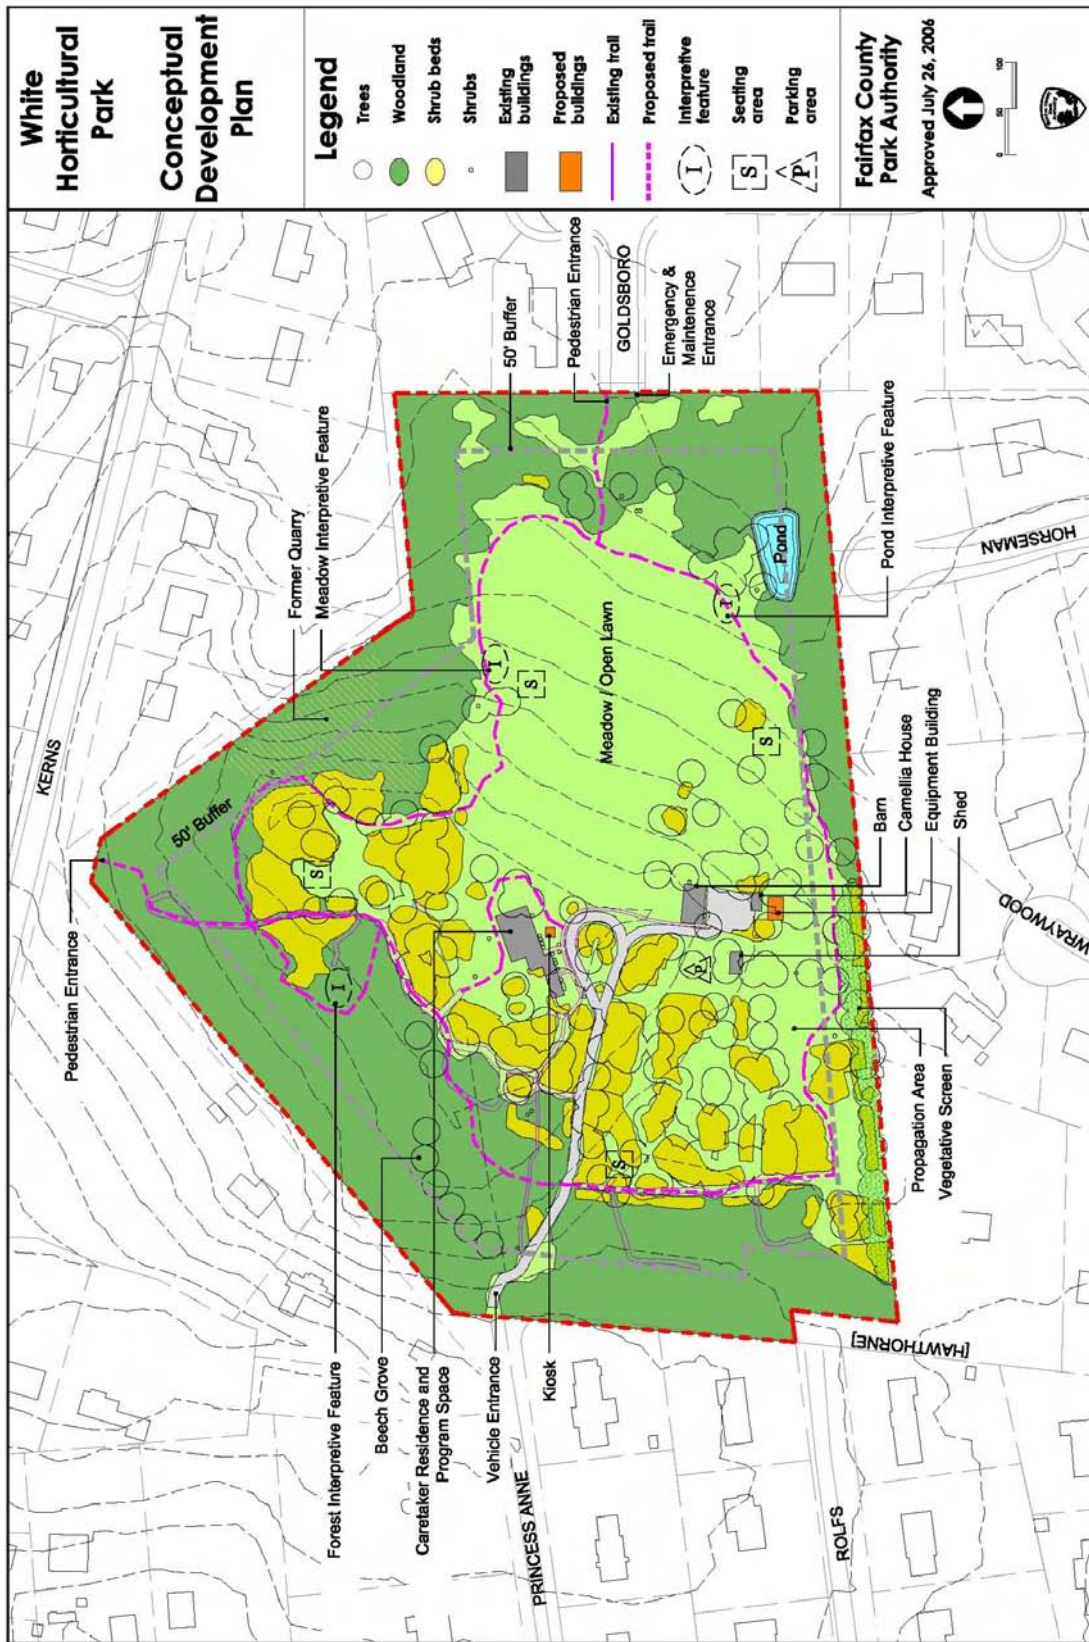 White
Horticultural
Park
Conceptual
Development
Plan
Legend
Trees
Woodland
Shrub beds
Shrubs
Existing
buildings
Proposed
buildings
Existing trail
Proposed trail
I
Interpretive
feature
S
Seating
area
P
Parking
area
Fairfax County
Park Authority
Approved July 26, 2006
0
50
100
KERNS
Pedestrian Entrance
50' Buffer
Former Quarry
Meadow Interpretive Feature
50' Buffer
Pedestrian Entrance
GOLDSBORO
Emergency &
Maintenence
Entrance
Forest Interpretive Feature
Beech Grove
Caretaker Residence and
Program Space
Vehicle Entrance
PRINCESS ANNE
Kiosk
I
S
I
S
Meadow / Open Lawn
I
Pond
S
P
S
Pond Interpretive Feature
HORSEMAN
Barn
Camellia House
Equipment Building
Shed
WRAYWOOD
Propagation Area
Vegetative Screen
[HAWTHORNE]
ROLFS